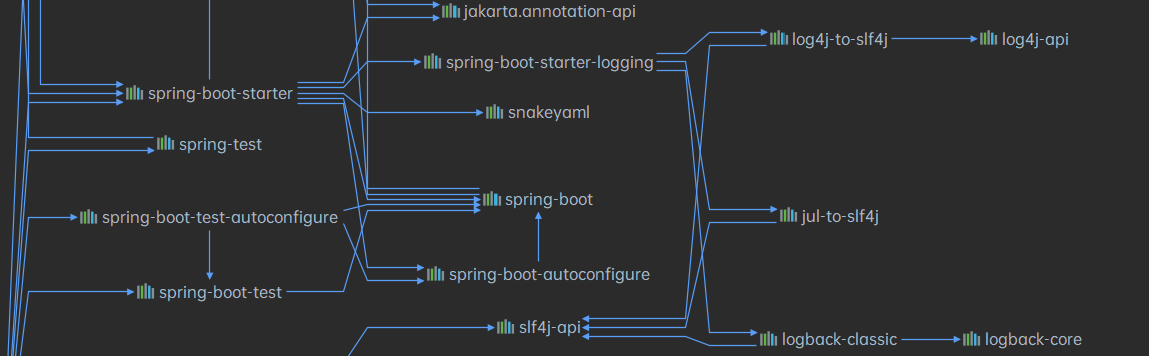 jakarta.annotation-api
log4j-to-slf4j
log4j-api
spring-boot-starter-logging
spring-boot-starter
snakeyaml
spring-test
spring-boot
spring-boot-test-autoconfigure
jul-to-slf4j
spring-boot-autoconfigure
spring-boot-test
slf4j-api
logback-classic
logback-core